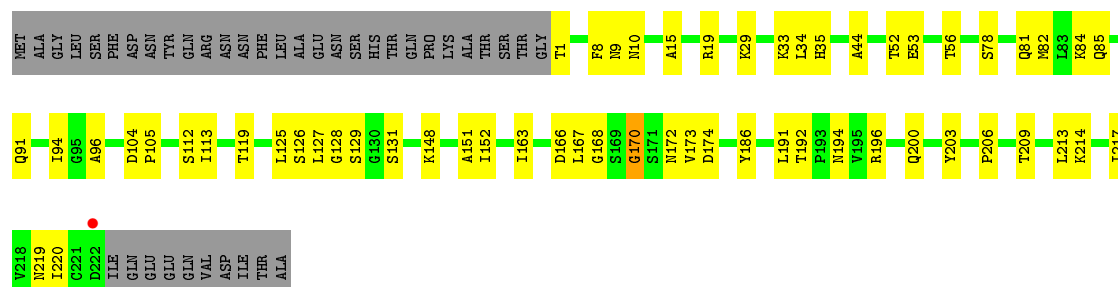 MET ALA GLY LEU SER PHE ASP ASN TYR GLN ARG ASN ASN PHE LEU ALA GLU ASN SER HIS THR GLN PRO LYS ALA THR SER THR GLY T1 F8 N9 N10 A15 R19 K29 K33 L34 H35 A44 T52 E53 T56 S78 Q81 M82 L83 K84 Q85
Q91 I94 G95 A96 D104 P105 S112 I113 T119 L125 S126 L127 G128 S129 G130 S131 K148 A151 I152 I163 D166 L167 G168 S169 G170 S171 N172 V173 D174 Y186 L191 T192 P193 N194 V195 R196 Q200 Y203 P206 T209 L213 K214 I217
V218 N219 I220 C221 D222 ILE GLN GLU GLU GLN VAL ASP ILE THR ALA